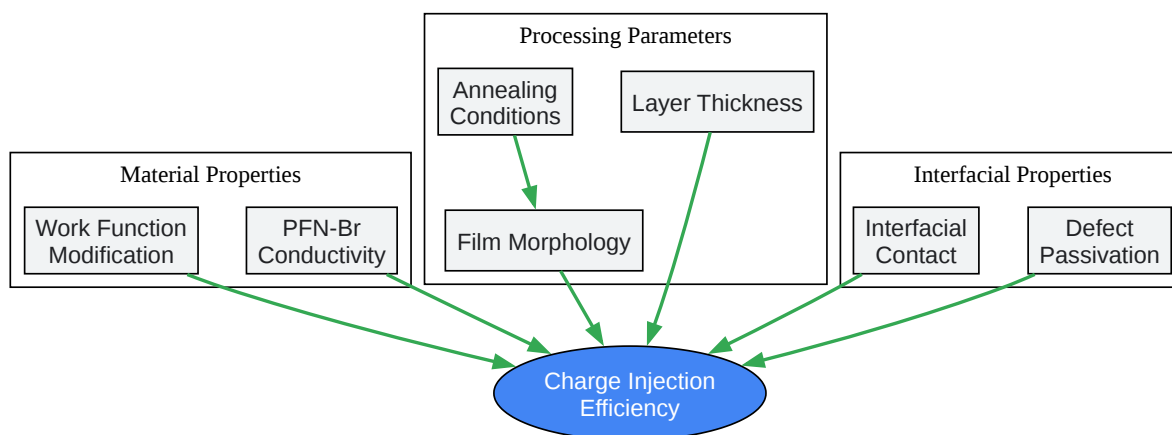 Processing Parameters
Annealing
Conditions
Layer Thickness
Film Morphology
Material Properties
Work Function
Modification
PFN-Br
Conductivity
Interfacial Properties
Interfacial
Contact
Defect
Passivation
Charge Injection
Efficiency